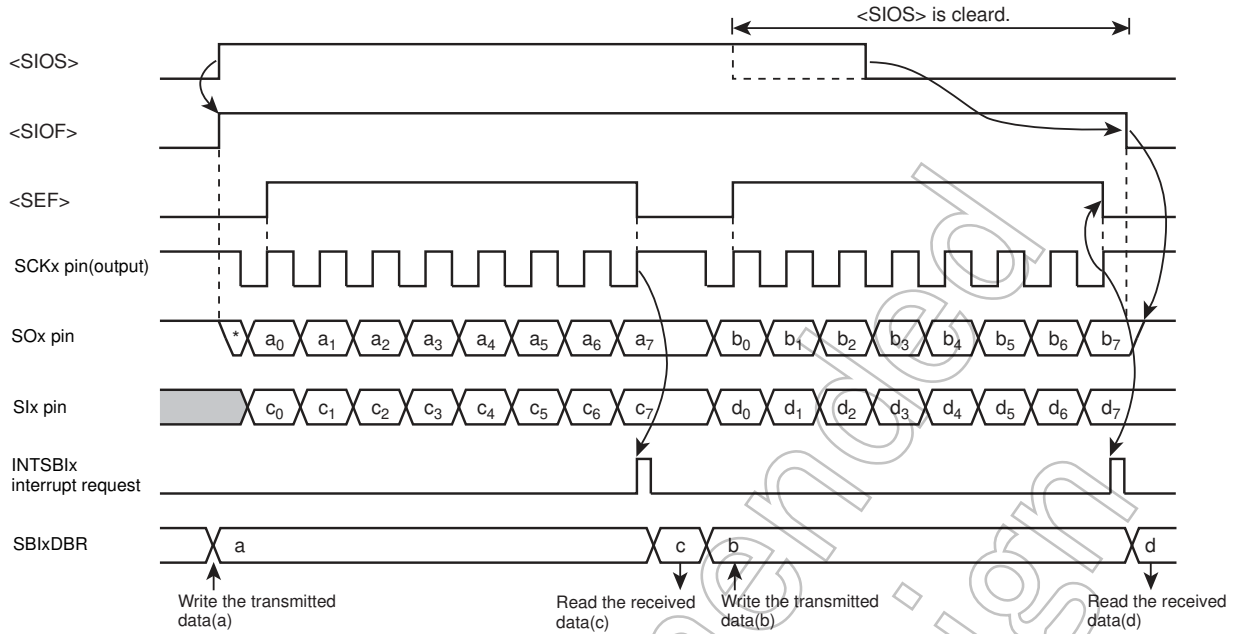 <SIOS> is cleard.
<SIOS>
<SIOF>
<SEF>
SCKx pin(output)
SOx pin
* a0 a1 a2 a3 a4 a5 a6 a7 b0 b1 b2 b3 b4 b5 b6 b7
SIx pin
c0 c1 c2 c3 c4 c5 c6 c7 d0 d1 d2 d3 d4 d5 d6 d7
INTSBIx
interrupt request
SBIxDBR
a c b d
Write the transmitted
data(a)
Read the received
data(c)
Write the transmitted
data(b)
Read the received
data(d)